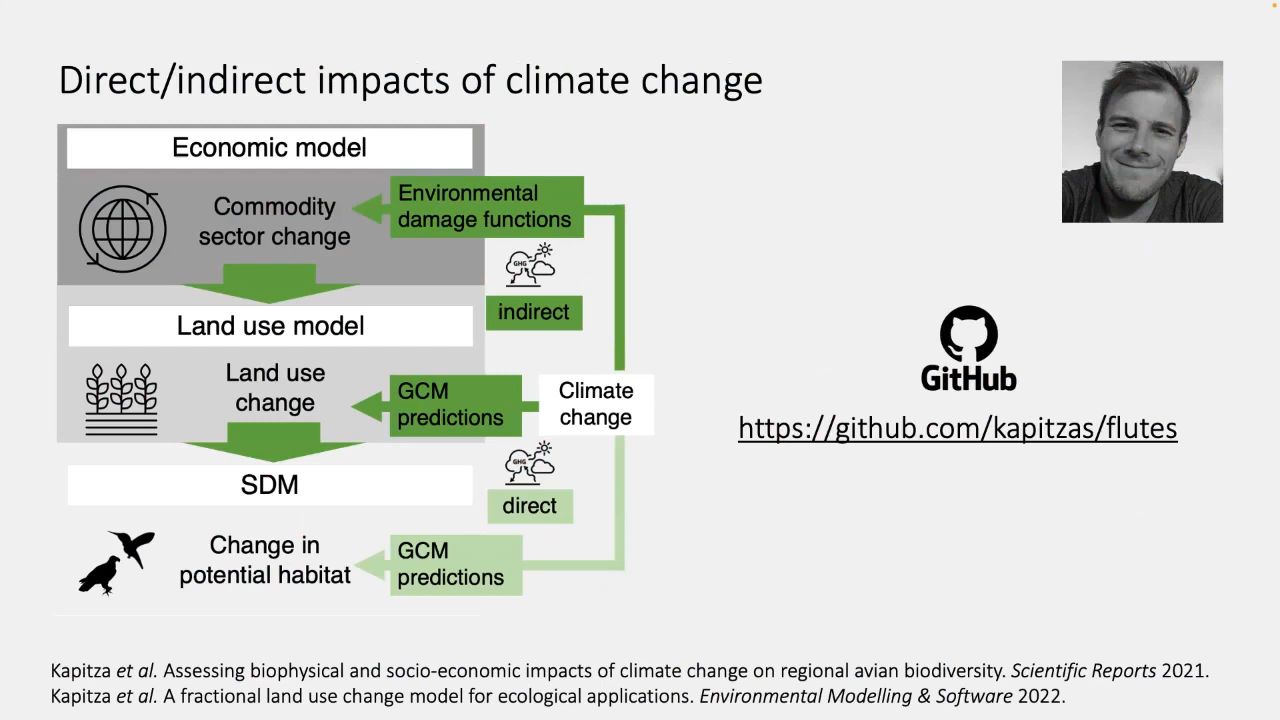 Direct/indirect impacts of climate change
Economic model
Commodity
sector change
Environmental
damage functions
GHG
indirect
Land use model
Land use
change
GCM
predictions
Climate
change
GHG
direct
SDM
Change in
potential habitat
GCM
predictions
GitHub
https://github.com/kapitzas/flutes
Kapitza et al. Assessing biophysical and socio-economic impacts of climate change on regional avian biodiversity. Scientific Reports 2021.
Kapitza et al. A fractional land use change model for ecological applications. Environmental Modelling & Software 2022.